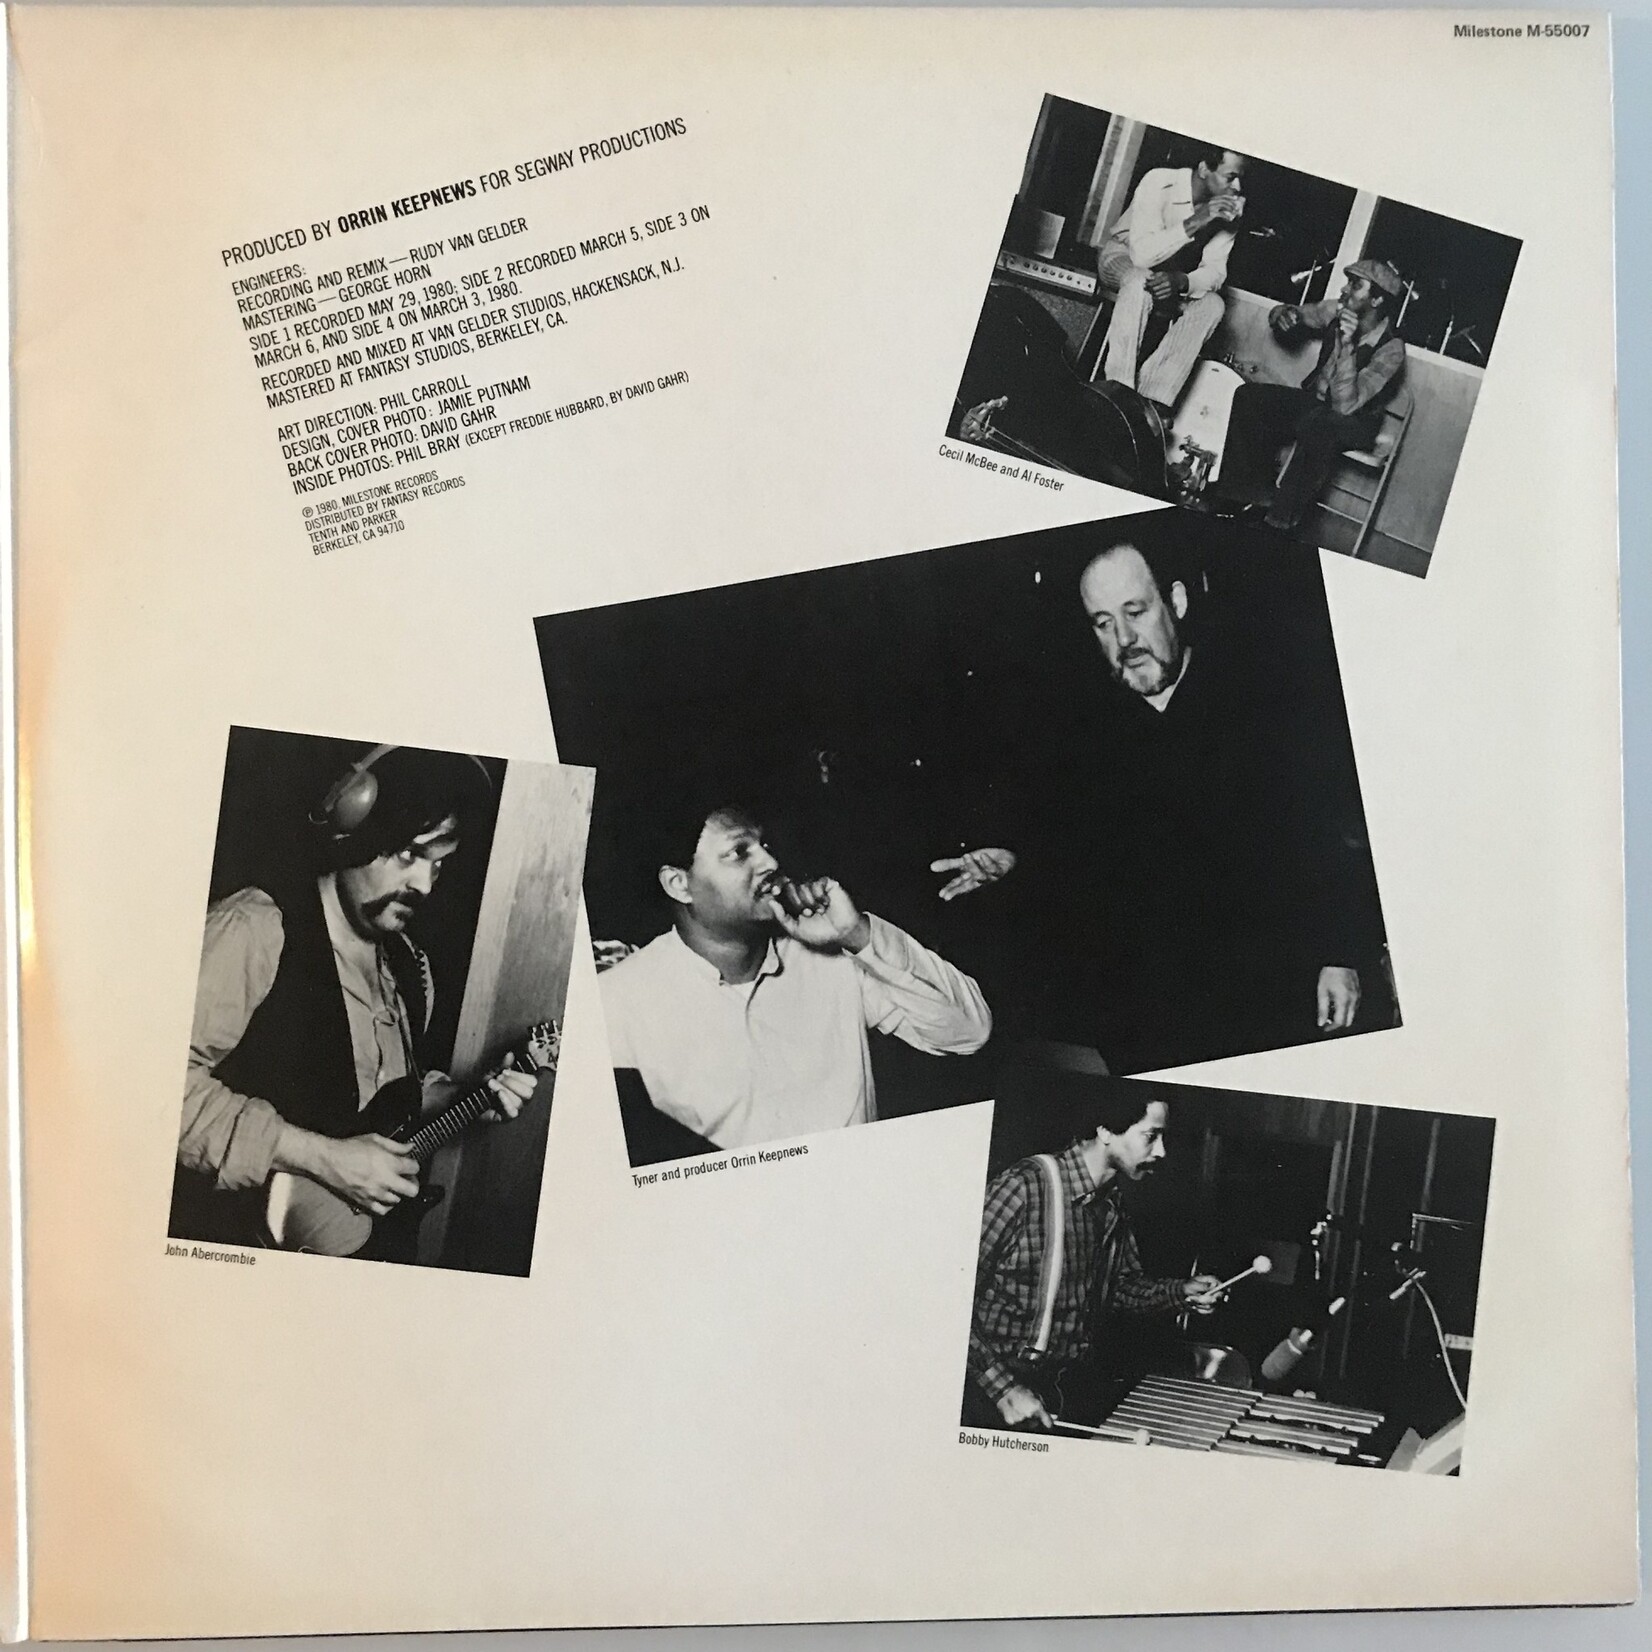 Milestone M-55007
PRODUCED BY ORRIN KEEPNEWS FOR SEGWAY PRODUCTIONS
ENGINEERS:
RECORDING AND REMIX—RUDY VAN GELDER
MASTERING—GEORGE HORN
SIDE 1 RECORDED MAY 29, 1980; SIDE 2 RECORDED MARCH 5, SIDE 3 ON
MARCH 6, AND SIDE 4 ON MARCH 3, 1980.
RECORDED AND MIXED AT VAN GELDER STUDIOS, HACKENSACK, N.J.
MASTERED AT FANTASY STUDIOS, BERKELEY, CA.
ART DIRECTION: PHIL CARROLL
DESIGN, COVER PHOTO: JAMIE PUTNAM
BACK COVER PHOTO: DAVID GAHR
INSIDE PHOTOS: PHIL BRAY (EXCEPT FREDDIE HUBBARD, BY DAVID GAHR)
℗ 1980, MILESTONE RECORDS
DISTRIBUTED BY FANTASY RECORDS
TENTH AND PARKER
BERKELEY, CA 94710
Cecil McBee and Al Foster
Tyner and producer Orrin Keepnews
John Abercrombie
Bobby Hutcherson